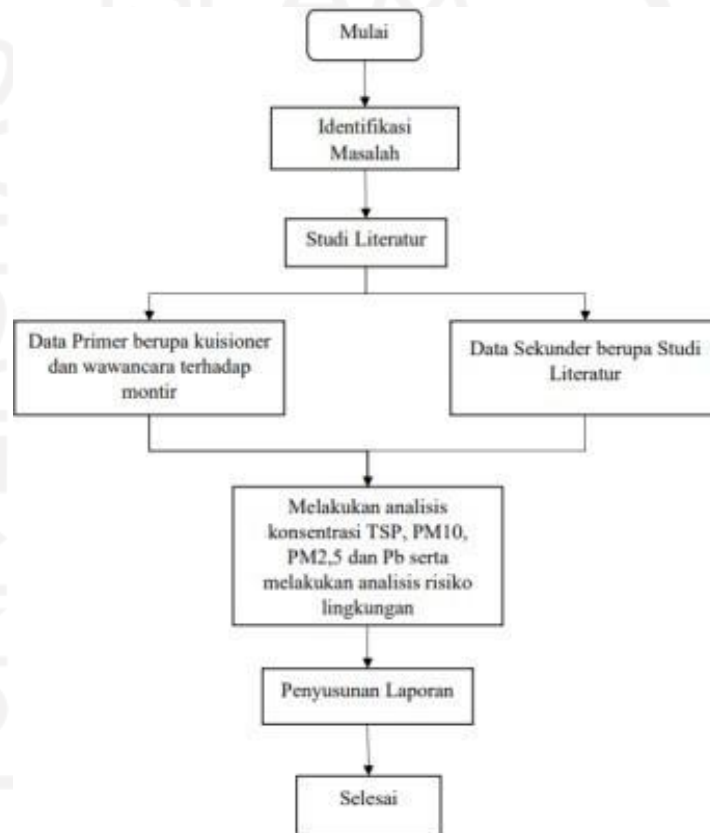 Mulai
Identifikasi
Masalah
Studi Literatur
Data Primer berupa kuisioner
dan wawancara terhadap
montir
Data Sekunder berupa Studi
Literatur
Melakukan analisis
konsentrasi TSP, PM10,
PM2,5 dan Pb serta
melakukan analisis risiko
lingkungan
Penyusunan Laporan
Selesai